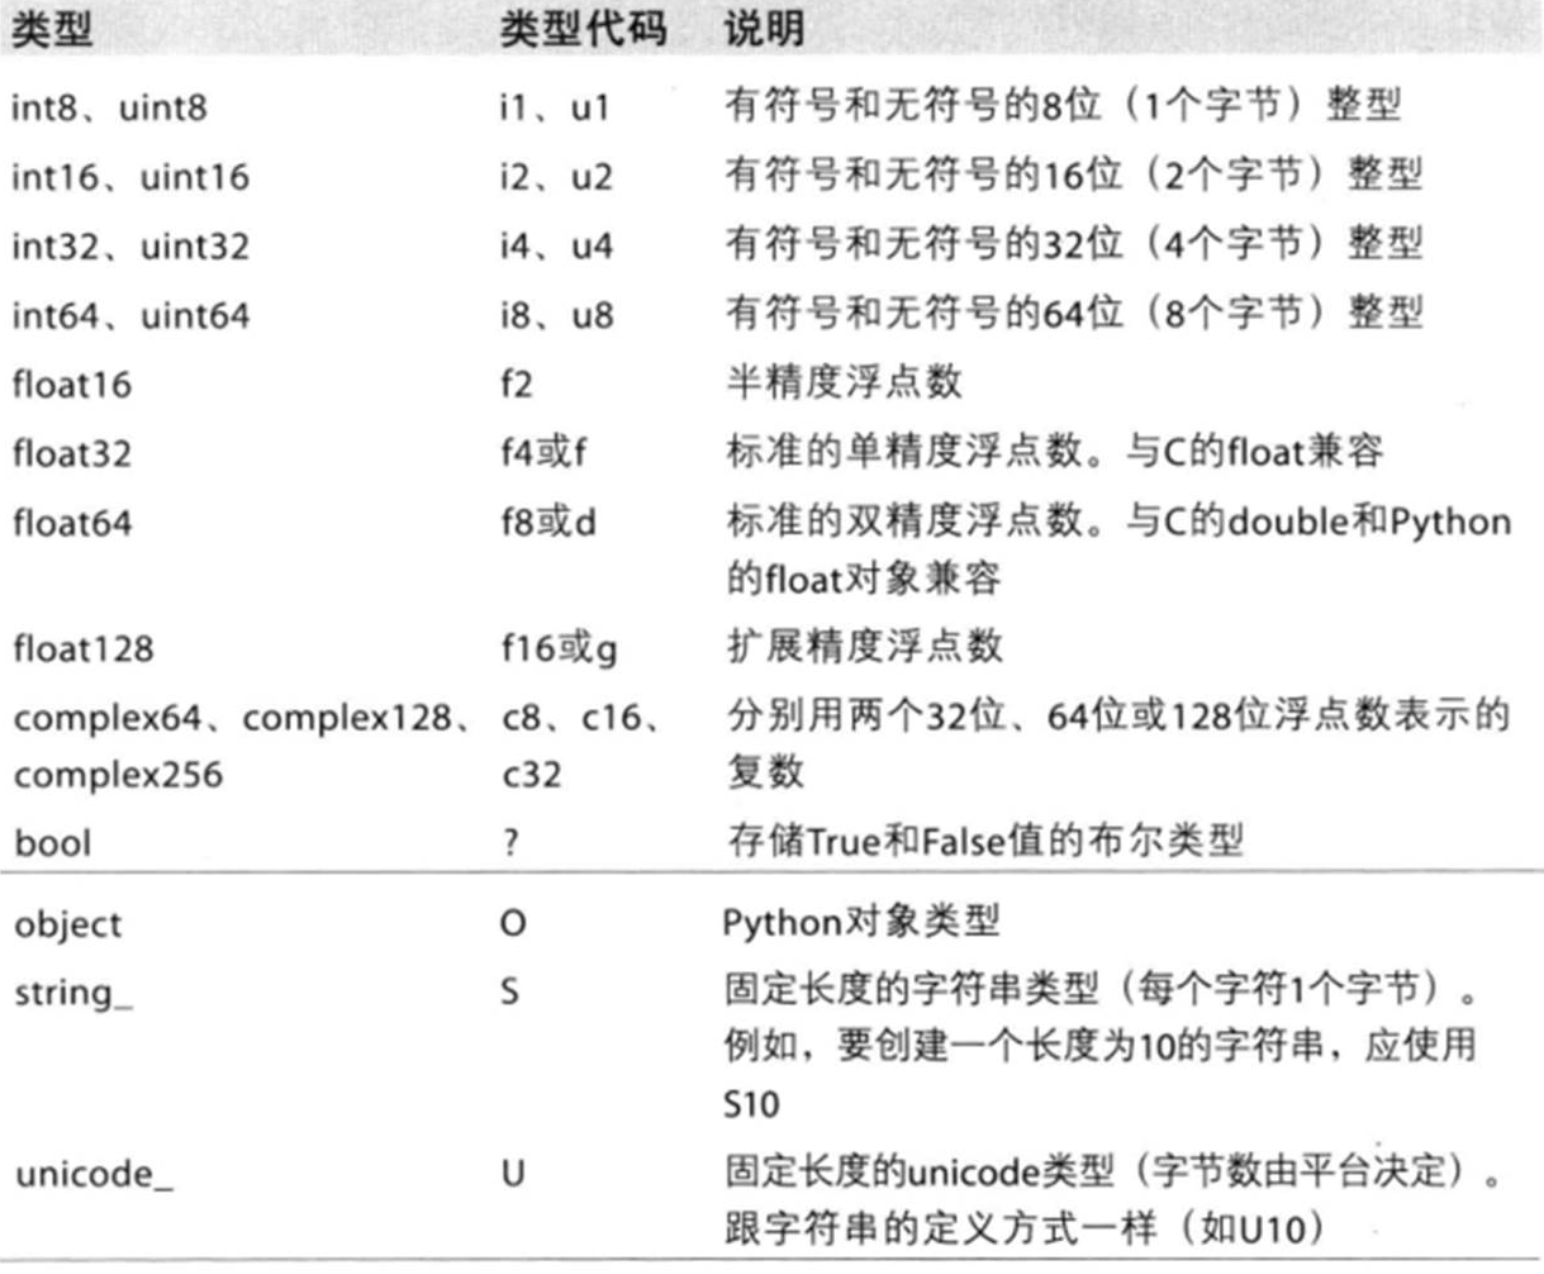 类型 类型代码 说明
int8、uint8 i1、u1 有符号和无符号的8位（1个字节）整型
int16、uint16 i2、u2 有符号和无符号的16位（2个字节）整型
int32、uint32 i4、u4 有符号和无符号的32位（4个字节）整型
int64、uint64 i8、u8 有符号和无符号的64位（8个字节）整型
float16 f2 半精度浮点数
float32 f4或f 标准的单精度浮点数。与C的float兼容
float64 f8或d 标准的双精度浮点数。与C的double和Python
的float对象兼容
float128 f16或g 扩展精度浮点数
complex64、complex128、 c8、c16、 分别用两个32位、64位或128位浮点数表示的
complex256 c32 复数
bool ? 存储True和False值的布尔类型
object O Python对象类型
string_ S 固定长度的字符串类型（每个字符1个字节）。
例如，要创建一个长度为10的字符串，应使用
S10
unicode_ U 固定长度的unicode类型（字节数由平台决定）。
跟字符串的定义方式一样（如U10）